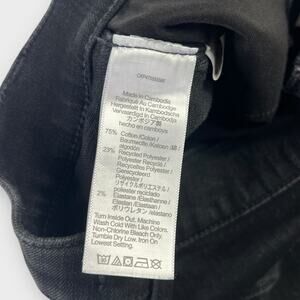 Made in Cambodia
Fabriqué Au Cambodge
Hergestellt in Kambodscha
Vervaardigd in Cambodja
カンボジア製
hecho en camboya
75% Cotton /Coton /
Baumwolle /Katoen /綿 /
algodón
23% Recycled Polyester /
Polyester Recyclé /
Recyceltes Polyester /
Gerecycleerd
Polyester /
リサイクルポリエステル /
poliéster reciclado
2% Elastane /Elasthanne /
Elastan /Elastaan /
ポリウレタン /elastano
Turn Inside Out. Machine
Wash Cold With Like Colors.
Non-Chlorine Bleach Only.
Tumble Dry Low. Iron On
Lowest Setting.